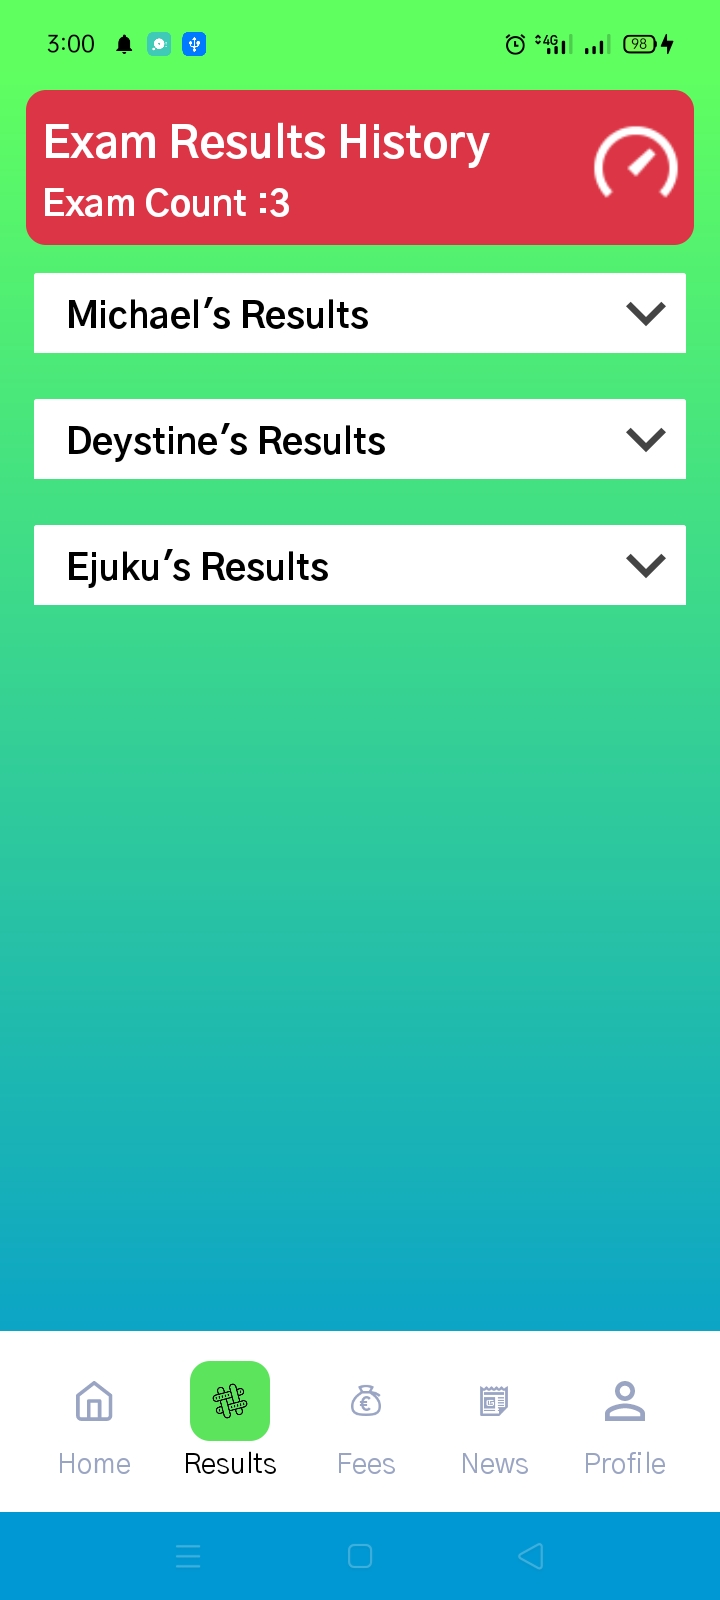 3:00
4G
98
Exam Results History
Exam Count :3
Michael's Results
Deystine's Results
Ejuku's Results
Home
Results
Fees
News
Profile